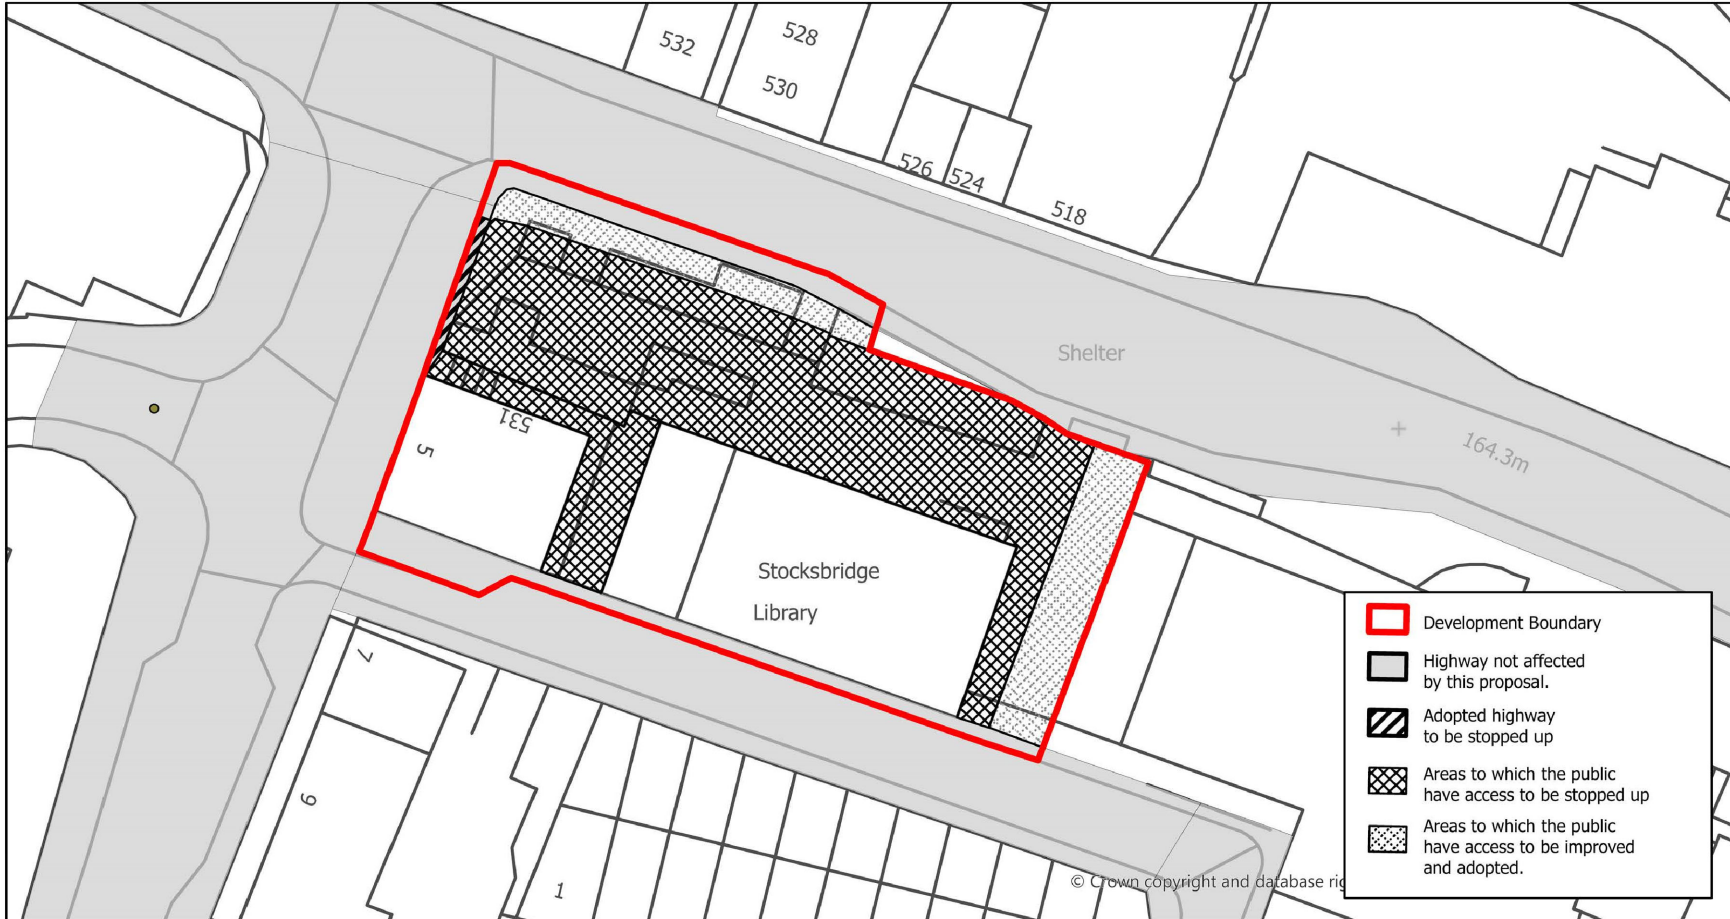 532
528
530
526
524
518
Shelter
164.3m
531
5
Stocksbridge
Library
7
9
1
Development Boundary
Highway not affected
by this proposal.
Adopted highway
to be stopped up
Areas to which the public
have access to be stopped up
Areas to which the public
have access to be improved
and adopted.
© Crown copyright and database rig